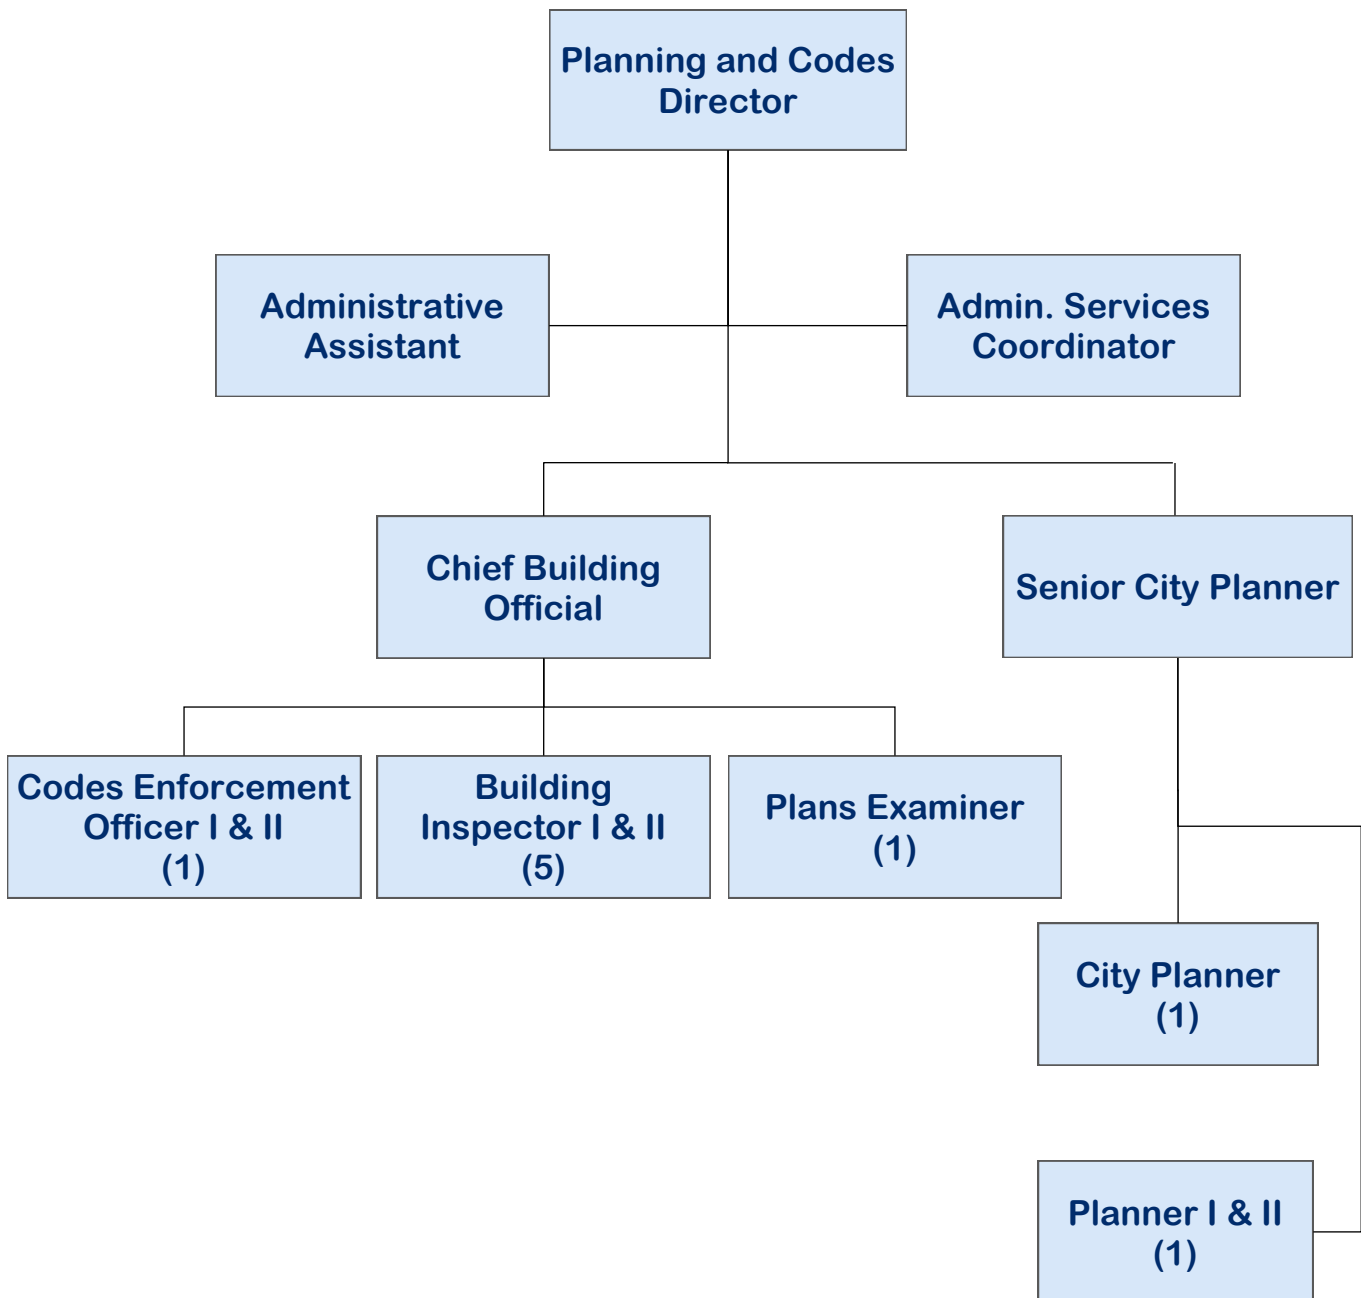 Planning and Codes
Director
Administrative
Assistant
Admin. Services
Coordinator
Chief Building
Official
Senior City Planner
Codes Enforcement
Officer I & II
(1)
Building
Inspector I & II
(5)
Plans Examiner
(1)
City Planner
(1)
Planner I & II
(1)